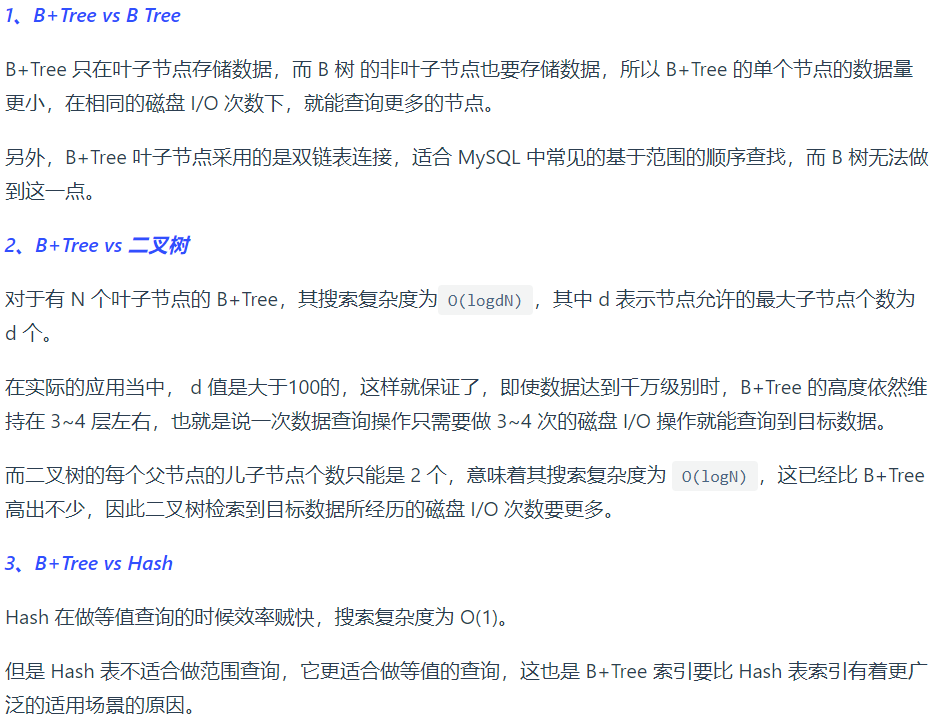 1、B+Tree vs B Tree
B+Tree 只在叶子节点存储数据，而 B 树 的非叶子节点也要存储数据，所以 B+Tree 的单个节点的数据量
更小，在相同的磁盘 I/O 次数下，就能查询更多的节点。
另外，B+Tree 叶子节点采用的是双链表连接，适合 MySQL 中常见的基于范围的顺序查找，而 B 树无法做
到这一点。
2、B+Tree vs 二叉树
对于有 N 个叶子节点的 B+Tree，其搜索复杂度为 O(logdN) ，其中 d 表示节点允许的最大子节点个数为
d 个。
在实际的应用当中， d 值是大于100的，这样就保证了，即使数据达到千万级别时，B+Tree 的高度依然维
持在 3~4 层左右，也就是说一次数据查询操作只需要做 3~4 次的磁盘 I/O 操作就能查询到目标数据。
而二叉树的每个父节点的儿子节点个数只能是 2 个，意味着其搜索复杂度为 O(logN) ，这已经比 B+Tree
高出不少，因此二叉树检索到目标数据所经历的磁盘 I/O 次数要更多。
3、B+Tree vs Hash
Hash 在做等值查询的时候效率贼快，搜索复杂度为 O(1)。
但是 Hash 表不适合做范围查询，它更适合做等值的查询，这也是 B+Tree 索引要比 Hash 表索引有着更广
泛的适用场景的原因。